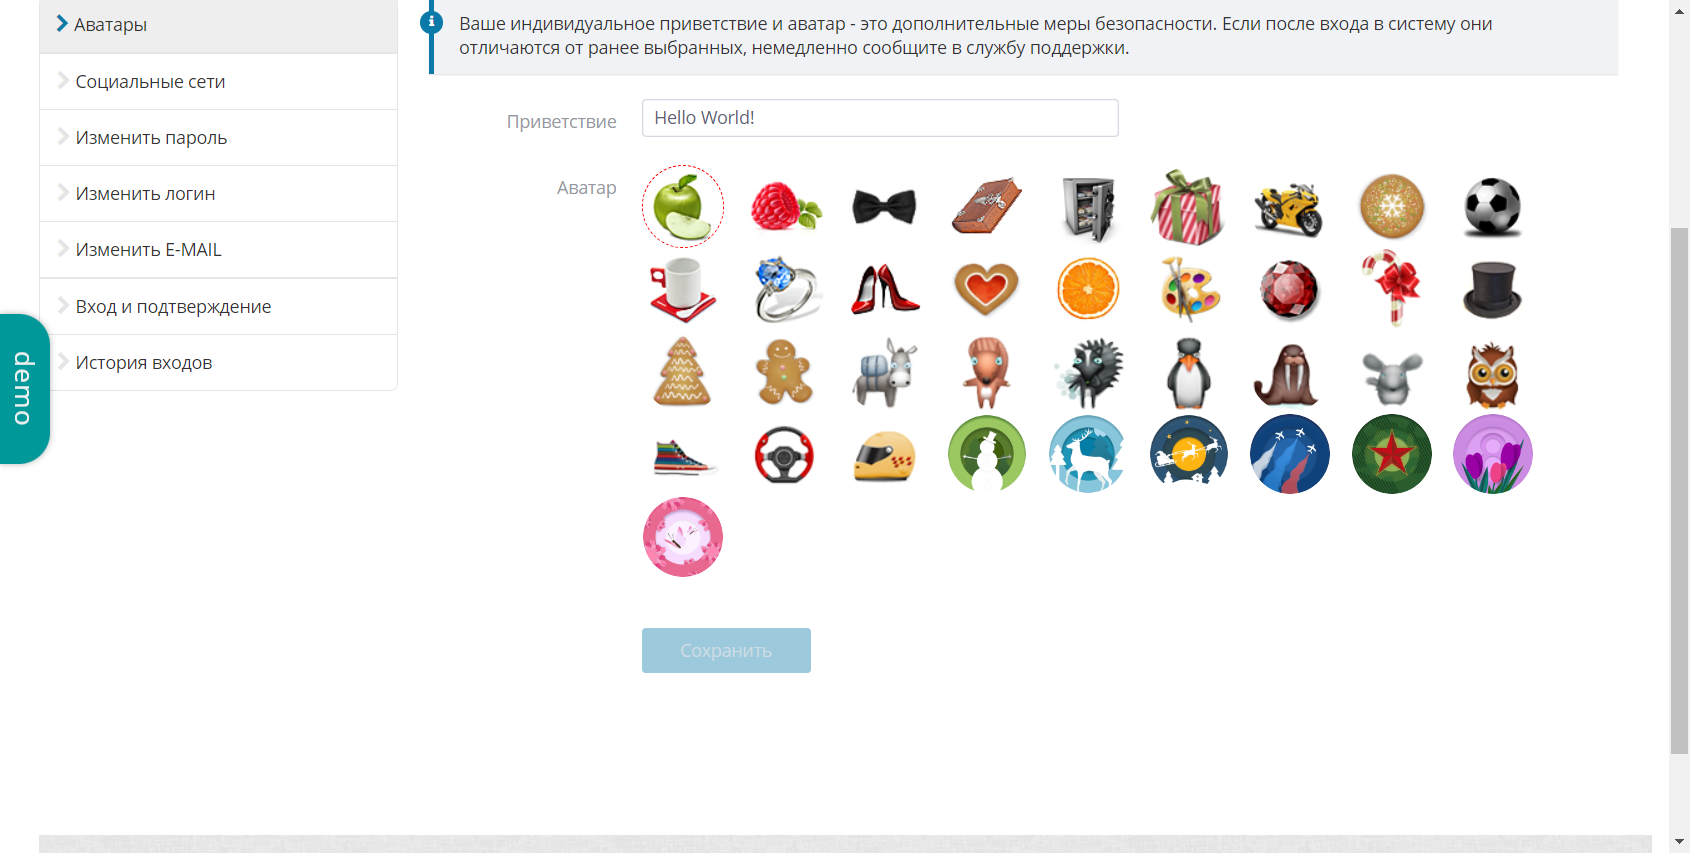 Аватары
Социальные сети
Изменить пароль
Изменить логин
Изменить E-MAIL
Вход и подтверждение
История входов
demo
Ваше индивидуальное приветствие и аватар - это дополнительные меры безопасности. Если после входа в систему они
отличаются от ранее выбранных, немедленно сообщите в службу поддержки.
Приветствие
Hello World!
Аватар
Сохранить